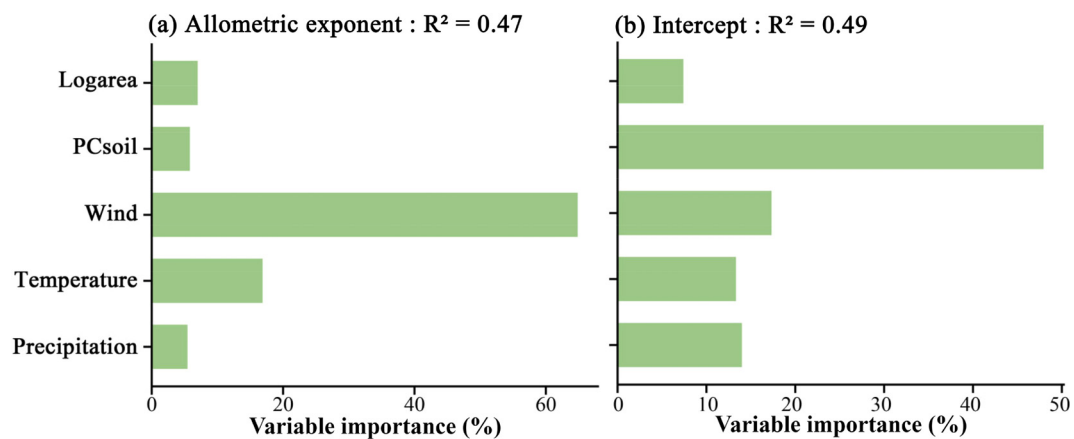 (a) Allometric exponent : R² = 0.47
(b) Intercept : R² = 0.49
Logarea
PCsoil
Wind
Temperature
Precipitation
0 20 40 60
0 10 20 30 40 50
Variable importance (%)
Variable importance (%)